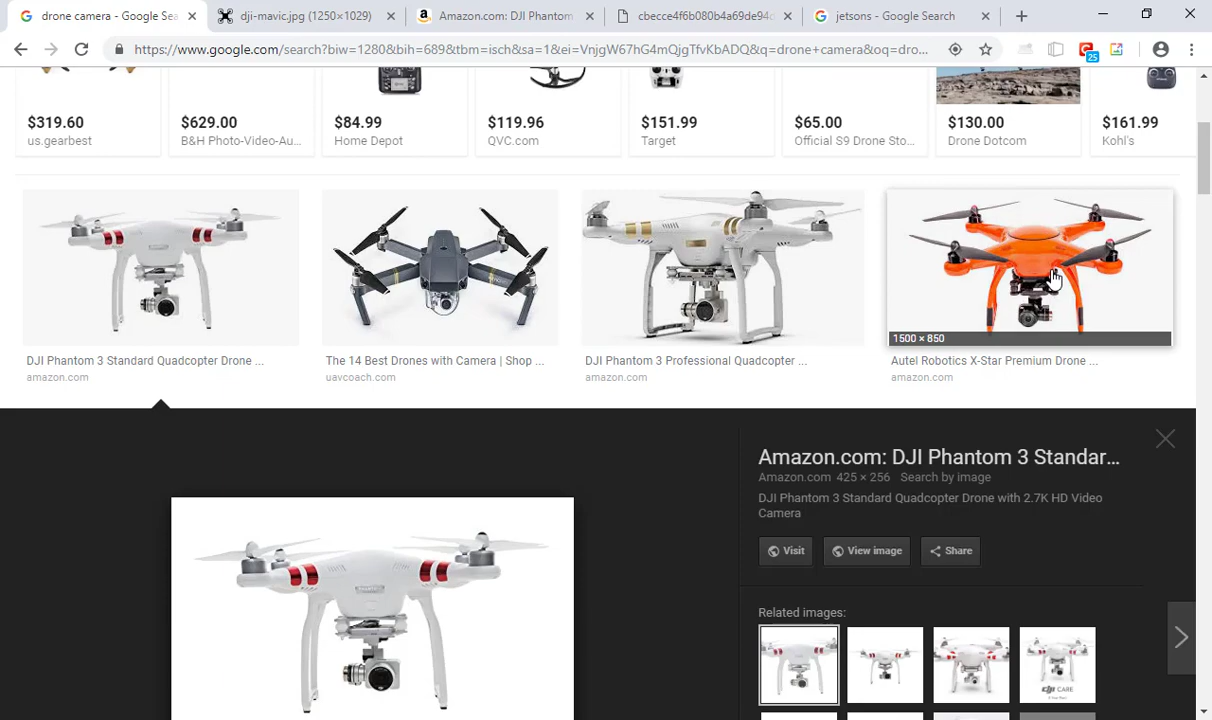 drone camera - Google Sea
dji-mavic.jpg (1250×1029)
Amazon.com: DJI Phantom
cbecce4f6b080b4a69de94d
jetsons - Google Search
https://www.google.com/search?biw=1280&bih=689&tbm=isch&sa=1&ei=VnjgW67hG4mQjgTfvKbADQ&q=drone+camera&oq=dro...
25
$319.60
us.gearbest
$629.00
B&H Photo-Video-Au...
$84.99
Home Depot
$119.96
QVC.com
$151.99
Target
$65.00
Official S9 Drone Sto...
$130.00
Drone Dotcom
$161.99
Kohl's
1500 × 850
DJI Phantom 3 Standard Quadcopter Drone ...
amazon.com
The 14 Best Drones with Camera | Shop ...
uavcoach.com
DJI Phantom 3 Professional Quadcopter ...
amazon.com
Autel Robotics X-Star Premium Drone ...
amazon.com
Amazon.com: DJI Phantom 3 Standar...
Amazon.com 425 × 256 Search by image
DJI Phantom 3 Standard Quadcopter Drone with 2.7K HD Video
Camera
Visit
View image
Share
Related images:
dji CARE